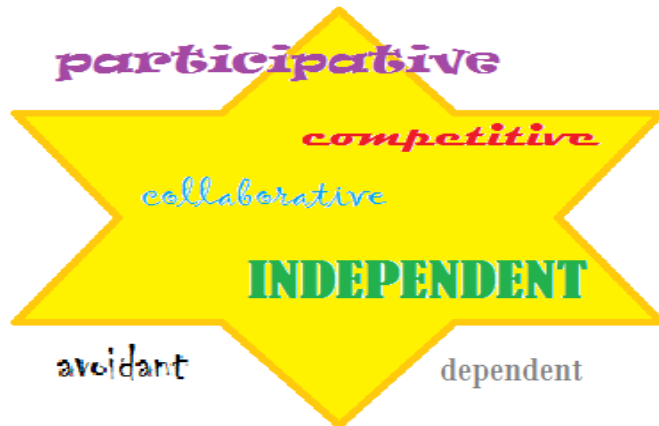 participative
competitive
collaborative
INDEPENDENT
avoidant
dependent